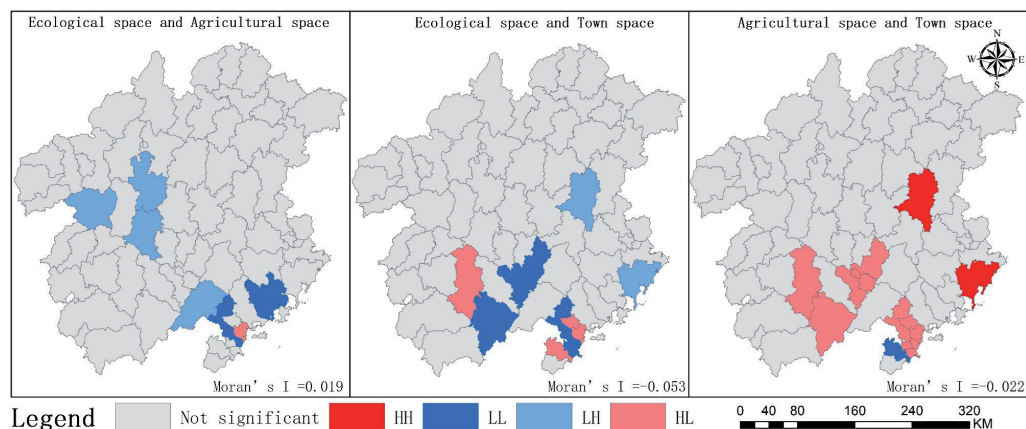 Ecological space and Agricultural space
Ecological space and Town space
Agricultural space and Town space
N
W E
S
Moran’s I =0.019
Moran’s I =-0.053
Moran’s I =-0.022
Legend
Not significant
HH
LL
LH
HL
0 40 80 160 240 320
KM